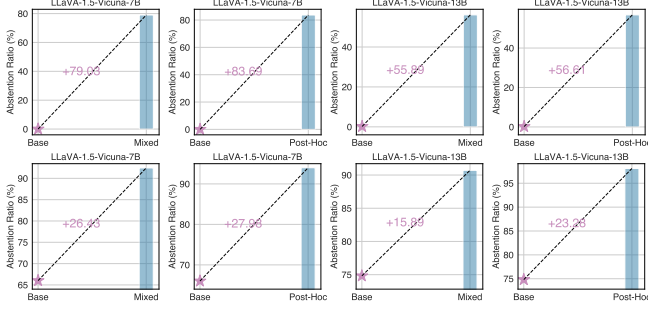 LLaVA-1.5-Vicuna-7B
Abstention Ratio (%)
80
60
40
20
0
+79.03
Base
Mixed
LLaVA-1.5-Vicuna-7B
Abstention Ratio (%)
80
60
40
20
0
+83.69
Base
Post-Hoc
LLaVA-1.5-Vicuna-13B
Abstention Ratio (%)
40
20
0
+55.89
Base
Mixed
LLaVA-1.5-Vicuna-13B
Abstention Ratio (%)
40
20
0
+56.61
Base
Post-Hoc
LLaVA-1.5-Vicuna-7B
Abstention Ratio (%)
90
85
80
75
70
65
+26.43
Base
Mixed
LLaVA-1.5-Vicuna-7B
Abstention Ratio (%)
90
80
70
+27.98
Base
Post-Hoc
LLaVA-1.5-Vicuna-13B
Abstention Ratio (%)
90
85
80
75
+15.89
Base
Mixed
LLaVA-1.5-Vicuna-13B
Abstention Ratio (%)
95
90
85
80
75
+23.28
Base
Post-Hoc